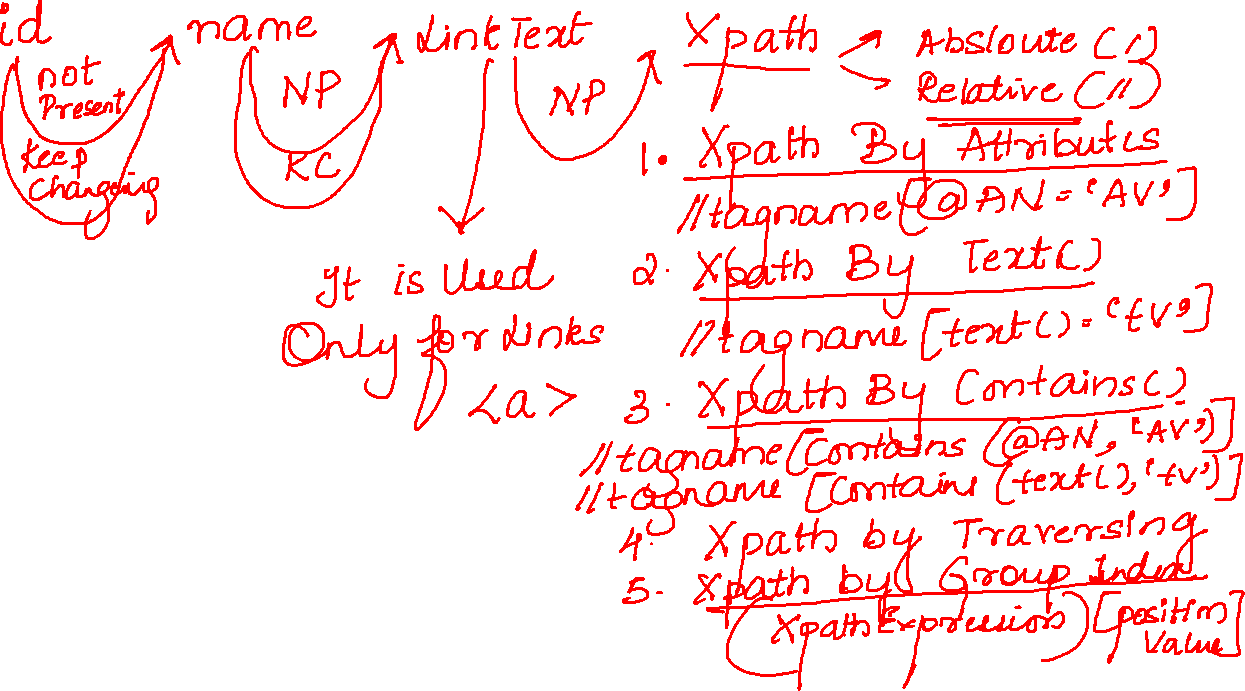 id name LinkText Xpath Absloute (/)
not Present NP NP Relative (//)
Keep Changeing KC
1. Xpath By Attributes
//tagname[@AN='AV']
It is Used
Only for Links
<a>
2. Xpath By Text()
//tagname[text()='tv']
3. Xpath By Contains()
//tagname[Contains(@AN,'AV')]
//tagname[Contains(text(),'tv')]
4. Xpath by Traversing
5. Xpath by Group Index
(Xpath Expression)[position
Value]